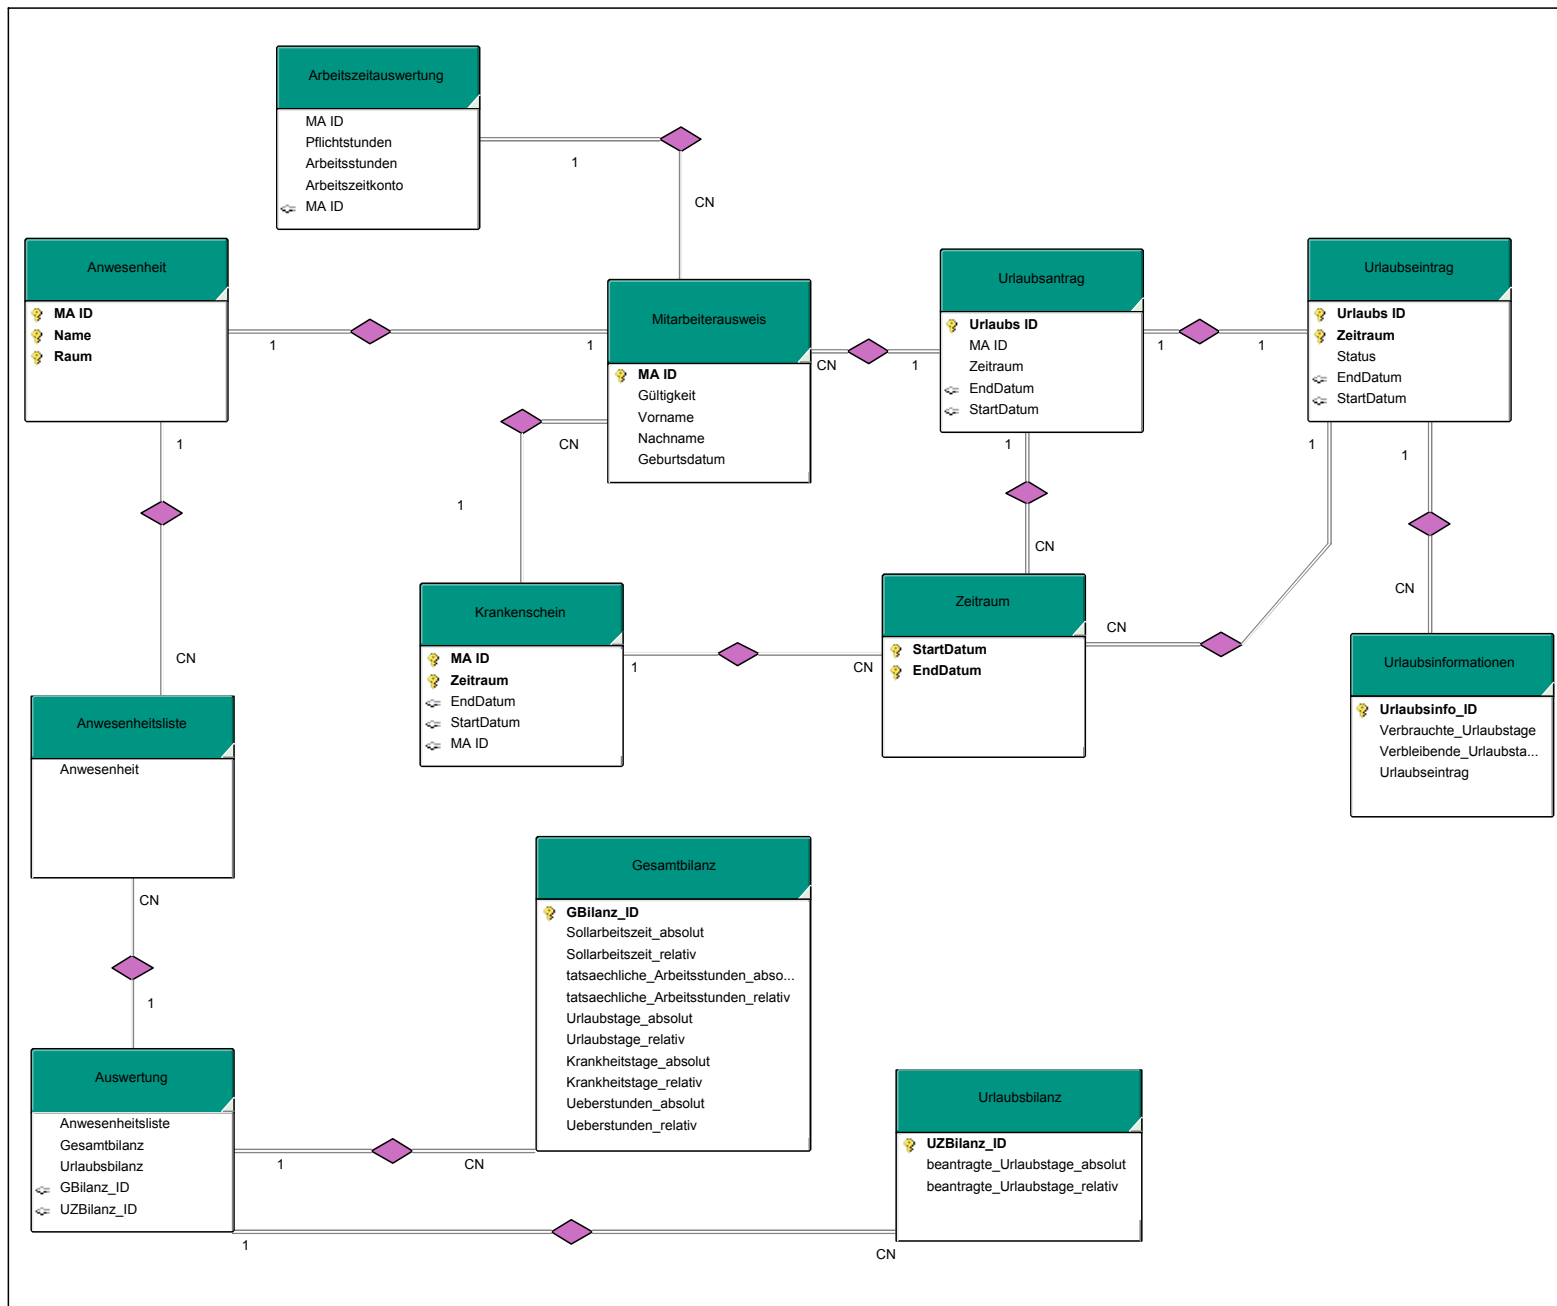 Arbeitszeitauswertung
MA ID
Pflichtstunden
Arbeitsstunden
Arbeitszeitkonto
MA ID
1
CN
Anwesenheit
MA ID
Name
Raum
1
1
Mitarbeiterausweis
MA ID
Gültigkeit
Vorname
Nachname
Geburtsdatum
CN
1
Urlaubsantrag
Urlaubs ID
MA ID
Zeitraum
EndDatum
StartDatum
1
1
Urlaubseintrag
Urlaubs ID
Zeitraum
Status
EndDatum
StartDatum
1
CN
1
CN
1
CN
1
CN
1
CN
Krankenschein
MA ID
Zeitraum
EndDatum
StartDatum
MA ID
1
CN
Zeitraum
StartDatum
EndDatum
Urlaubsinformationen
Urlaubsinfo_ID
Verbrauchte_Urlaubstage
Verbleibende_Urlaubsta...
Urlaubseintrag
Anwesenheitsliste
Anwesenheit
CN
1
Gesamtbilanz
GBilanz_ID
Sollarbeitszeit_absolut
Sollarbeitszeit_relativ
tatsaechliche_Arbeitsstunden_abso...
tatsaechliche_Arbeitsstunden_relativ
Urlaubstage_absolut
Urlaubstage_relativ
Krankheitstage_absolut
Krankheitstage_relativ
Ueberstunden_absolut
Ueberstunden_relativ
Auswertung
Anwesenheitsliste
Gesamtbilanz
Urlaubsbilanz
GBilanz_ID
UZBilanz_ID
1
CN
1
CN
Urlaubsbilanz
UZBilanz_ID
beantragte_Urlaubstage_absolut
beantragte_Urlaubstage_relativ